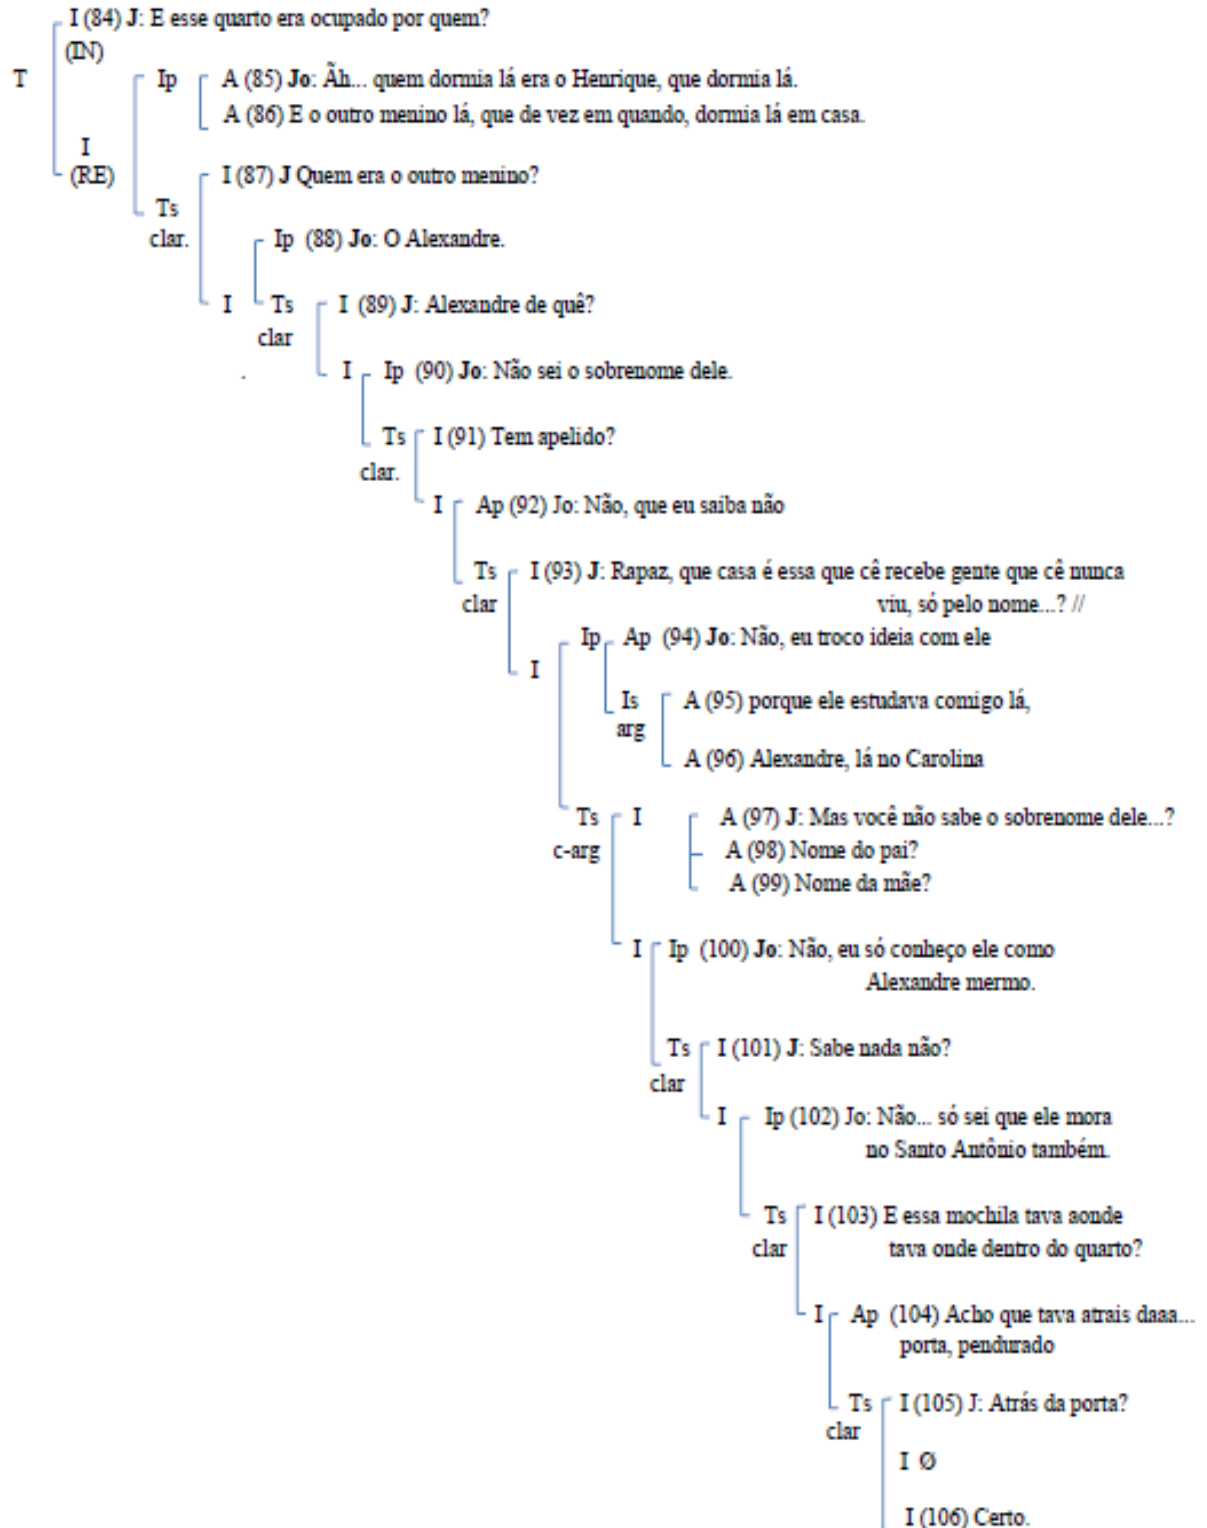 I (84) J: E esse quarto era ocupado por quem?
(IN)
T
Ip A (85) Jo: Ãh... quem dormia lá era o Henrique, que dormia lá.
A (86) E o outro menino lá, que de vez em quando, dormia lá em casa.
I
(RE)
I (87) J Quem era o outro menino?
Ts
clar.
Ip (88) Jo: O Alexandre.
I Ts I (89) J: Alexandre de quê?
clar
.
I Ip (90) Jo: Não sei o sobrenome dele.
Ts I (91) Tem apelido?
clar.
I Ap (92) Jo: Não, que eu saiba não
Ts I (93) J: Rapaz, que casa é essa que cê recebe gente que cê nunca
clar viu, só pelo nome...? //
Ip Ap (94) Jo: Não, eu troco ideia com ele
I
Is A (95) porque ele estudava comigo lá,
arg
A (96) Alexandre, lá no Carolina
Ts I A (97) J: Mas você não sabe o sobrenome dele...?
c-arg A (98) Nome do pai?
A (99) Nome da mãe?
I Ip (100) Jo: Não, eu só conheço ele como
Alexandre mermo.
Ts I (101) J: Sabe nada não?
clar
I Ip (102) Jo: Não... só sei que ele mora
no Santo Antônio também.
Ts I (103) E essa mochila tava aonde
clar tava onde dentro do quarto?
I Ap (104) Acho que tava atrais daaa...
porta, pendurado
Ts I (105) J: Atrás da porta?
clar
I Ø
I (106) Certo.